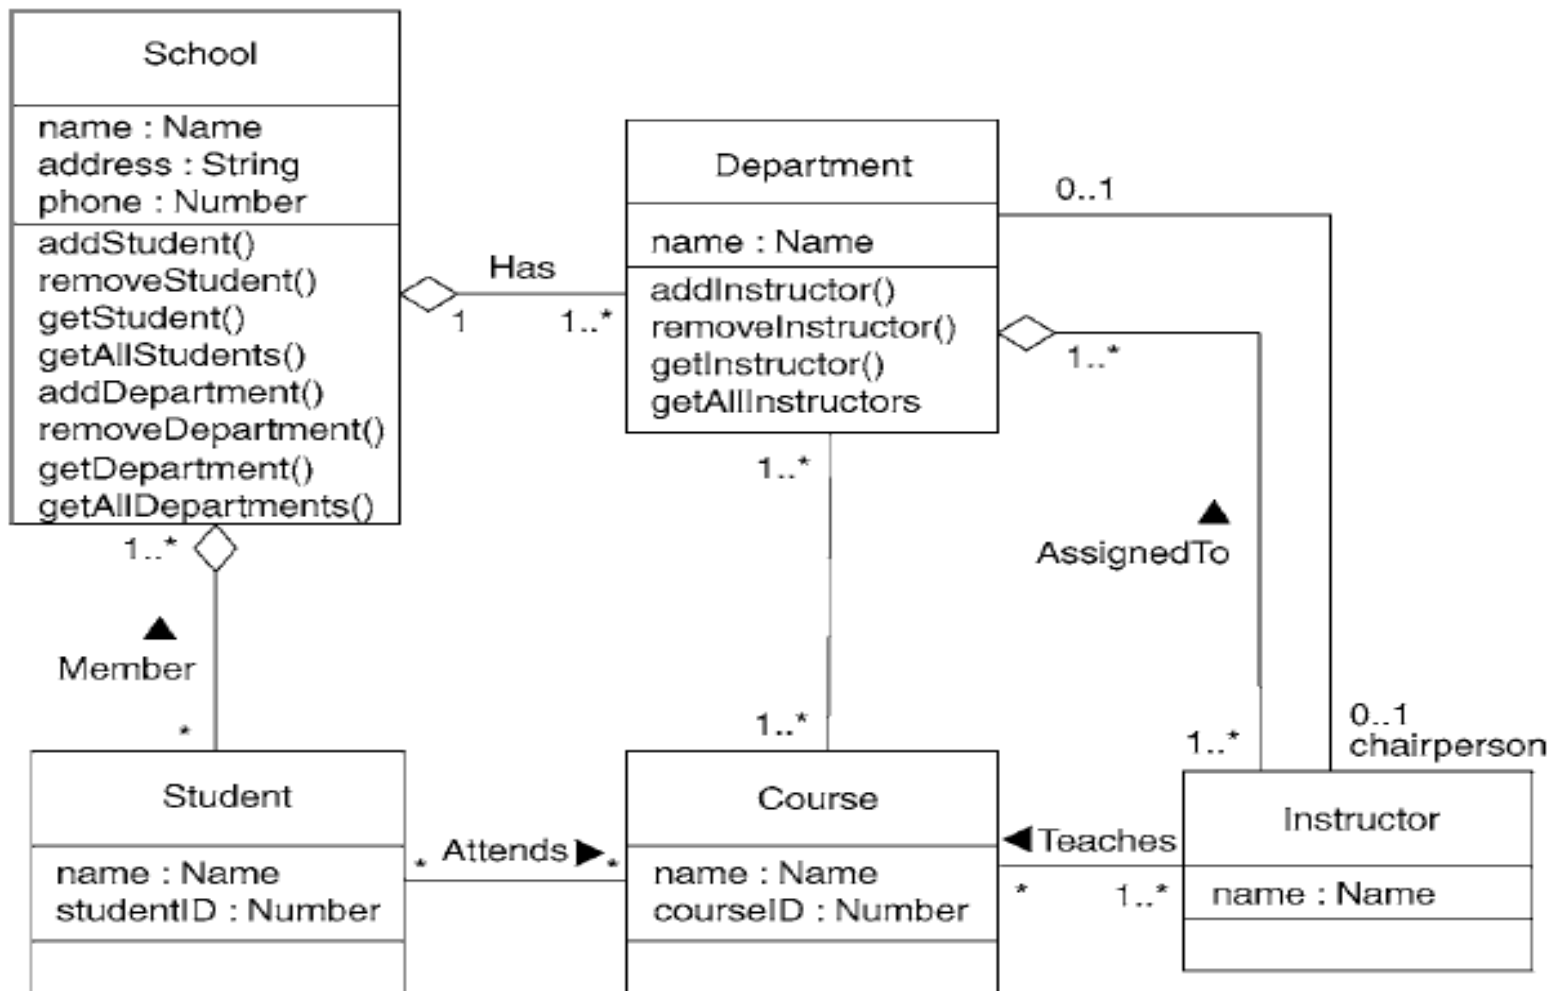 School
name : Name
address : String
phone : Number
addStudent()
removeStudent()
getStudent()
getAllStudents()
addDepartment()
removeDepartment()
getDepartment()
getAllDepartments()
Has
1
1..*
Department
name : Name
addInstructor()
removeInstructor()
getInstructor()
getAllInstructors
0..1
1..*
1..*
1..*
Member
*
1..*
AssignedTo
1..*
0..1
chairperson
Student
name : Name
studentID : Number
* Attends *
Course
name : Name
courseID : Number
Teaches
* 1..*
Instructor
name : Name